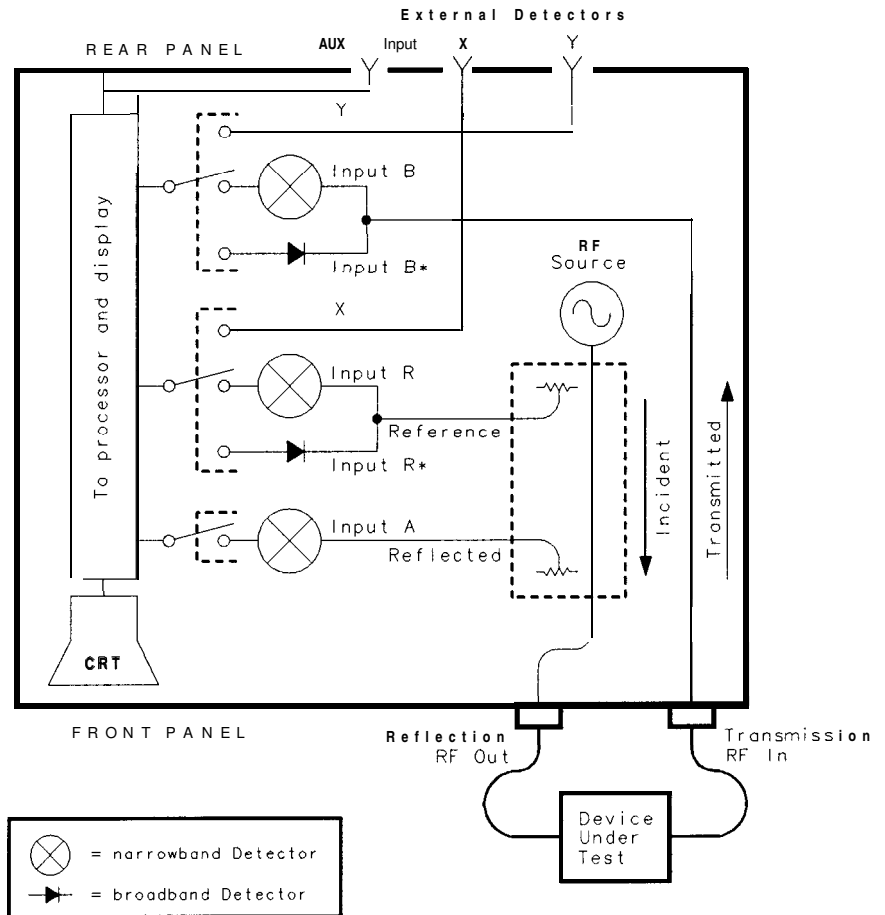 External Detectors
REAR PANEL
AUX Input X Y
Y
Input B
Input B*
RF
Source
X
Input R
Reference
Input R*
Input A
Reflected
To processor and display
Incident
Transmitted
CRT
FRONT PANEL
Reflection
RF Out
Transmission
RF In
Device
Under
Test
= narrowband Detector
= broadband Detector